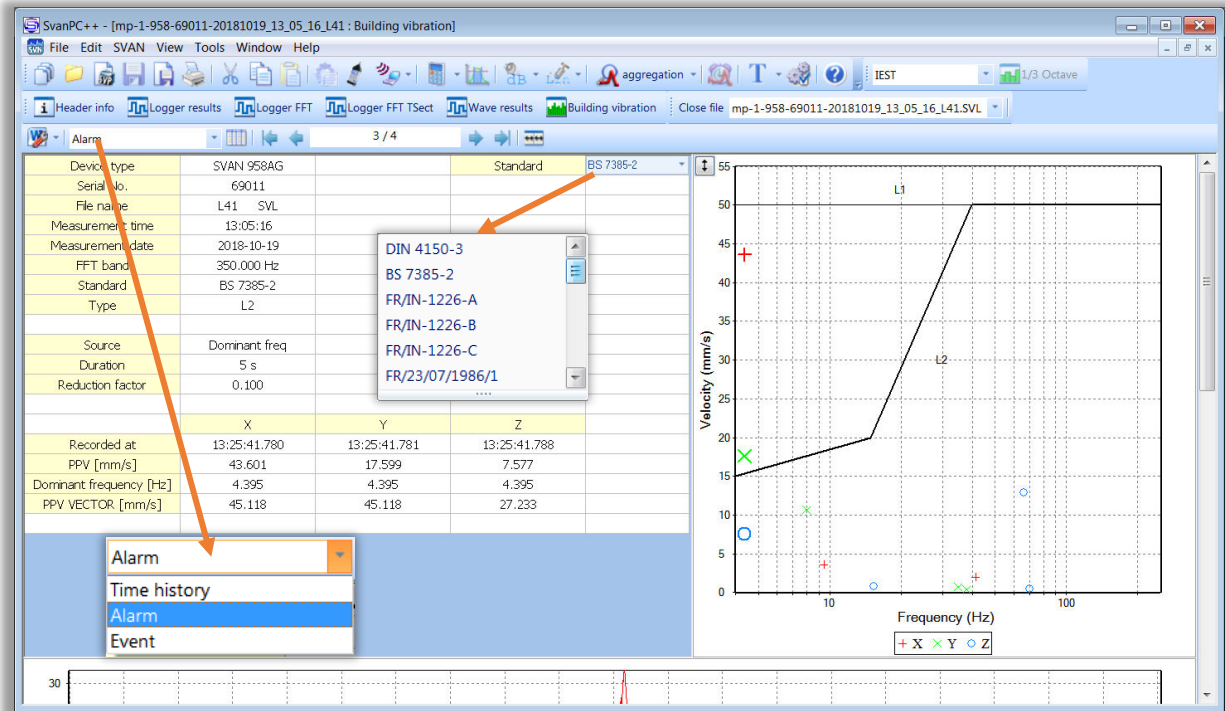 SvanPC++ - [mp-1-958-69011-20181019_13_05_16_L41 : Building vibration]
File Edit SVAN View Tools Window Help
aggregation IEST 1/3 Octave
Header info Logger results Logger FFT Logger FFT TSect Wave results Building vibration Close file mp-1-958-69011-20181019_13_05_16_L41.SVL
Alarm 3 / 4
Device type SVAN 958AG Standard BS 7385-2
Serial No. 69011
File name L41 SVL
Measurement time 13:05:16
Measurement date 2018-10-19
FFT band 350.000 Hz
Standard BS 7385-2
Type L2
Source Dominant freq
Duration 5 s
Reduction factor 0.100
X Y Z
Recorded at 13:25:41.780 13:25:41.781 13:25:41.788
PPV [mm/s] 43.601 17.599 7.577
Dominant frequency [Hz] 4.395 4.395 4.395
PPV VECTOR [mm/s] 45.118 45.118 27.233
DIN 4150-3
BS 7385-2
FR/IN-1226-A
FR/IN-1226-B
FR/IN-1226-C
FR/23/07/1986/1
Alarm
Time history
Alarm
Event
55
50
45
40
35
30
25
20
15
10
5
0
Velocity (mm/s)
L1
L2
10 100
Frequency (Hz)
X Y Z
30